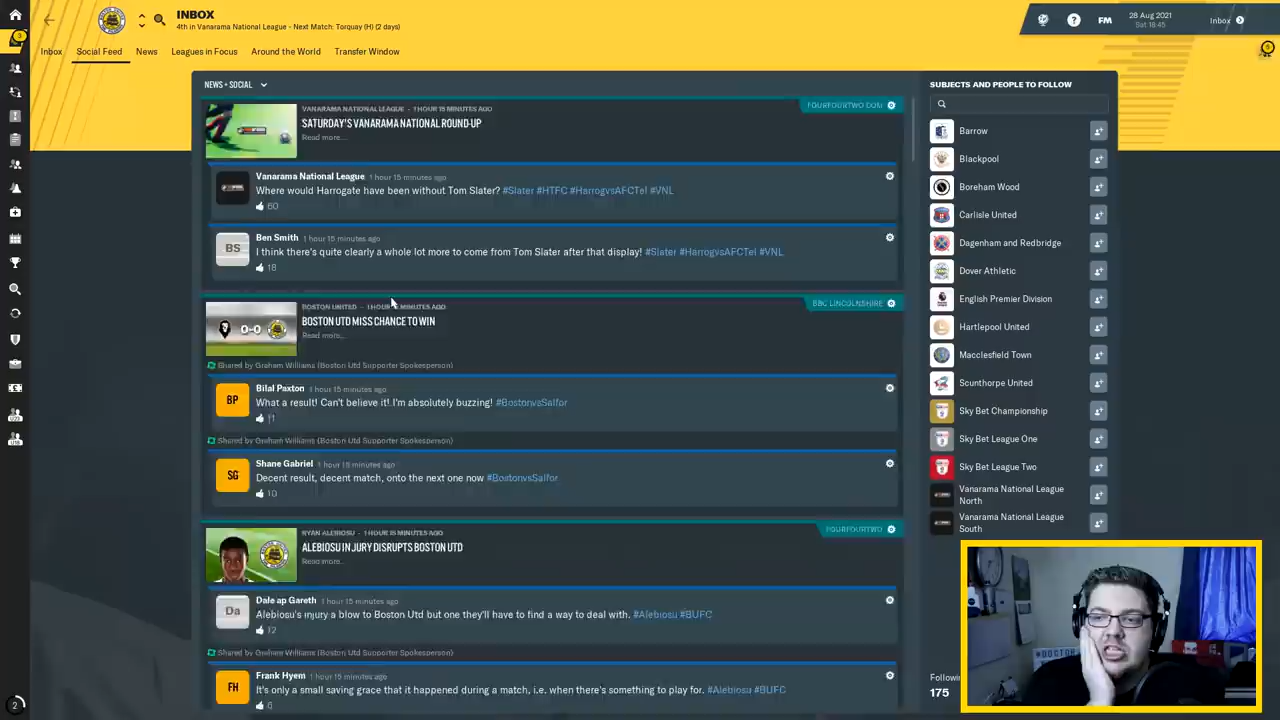 INBOX
4th in Vanarama National League - Next Match: Torquay (H) (2 days)
28 Aug 2021
Sat 18:45
Inbox
FM
Inbox
Social Feed
News
Leagues in Focus
Around the World
Transfer Window
NEWS + SOCIAL
VANARAMA NATIONAL LEAGUE - 1 HOUR 15 MINUTES AGO
FOURFOURTWO.COM
SATURDAY'S VANARAMA NATIONAL ROUND-UP
Read more...
Vanarama National League 1 hour 15 minutes ago
Where would Harrogate have been without Tom Slater? #Slater #HTFC #HarrogvsAFCTel #VNL
60
BS
Ben Smith 1 hour 15 minutes ago
I think there's quite clearly a whole lot more to come from Tom Slater after that display! #Slater #HarrogvsAFCTel #VNL
18
BOSTON UNITED - 1 HOUR 15 MINUTES AGO
BBC LINCOLNSHIRE
0-0
BOSTON UTD MISS CHANCE TO WIN
Read more...
Shared by Graham Williams (Boston Utd Supporter Spokesperson)
BP
Bilal Paxton 1 hour 15 minutes ago
What a result! Can't believe it! I'm absolutely buzzing! #BostonvsSalfor
11
Shared by Graham Williams (Boston Utd Supporter Spokesperson)
SG
Shane Gabriel 1 hour 15 minutes ago
Decent result, decent match, onto the next one now #BostonvsSalfor
10
RYAN ALEBIOSU - 1 HOUR 15 MINUTES AGO
FOURFOURTWO
ALEBIOSU INJURY DISRUPTS BOSTON UTD
Read more...
Da
Dale ap Gareth 1 hour 15 minutes ago
Alebiosu's injury a blow to Boston Utd but one they'll have to find a way to deal with. #Alebiosu #BUFC
12
Shared by Graham Williams (Boston Utd Supporter Spokesperson)
FH
Frank Hyem 1 hour 15 minutes ago
It's only a small saving grace that it happened during a match, i.e. when there's something to play for. #Alebiosu #BUFC
6
SUBJECTS AND PEOPLE TO FOLLOW
Barrow
Blackpool
Boreham Wood
Carlisle United
Dagenham and Redbridge
Dover Athletic
English Premier Division
Hartlepool United
Macclesfield Town
Scunthorpe United
Sky Bet Championship
Sky Bet League One
Sky Bet League Two
Vanarama National League
North
Vanarama National League
South
Followin
175
#DOCTOR
2